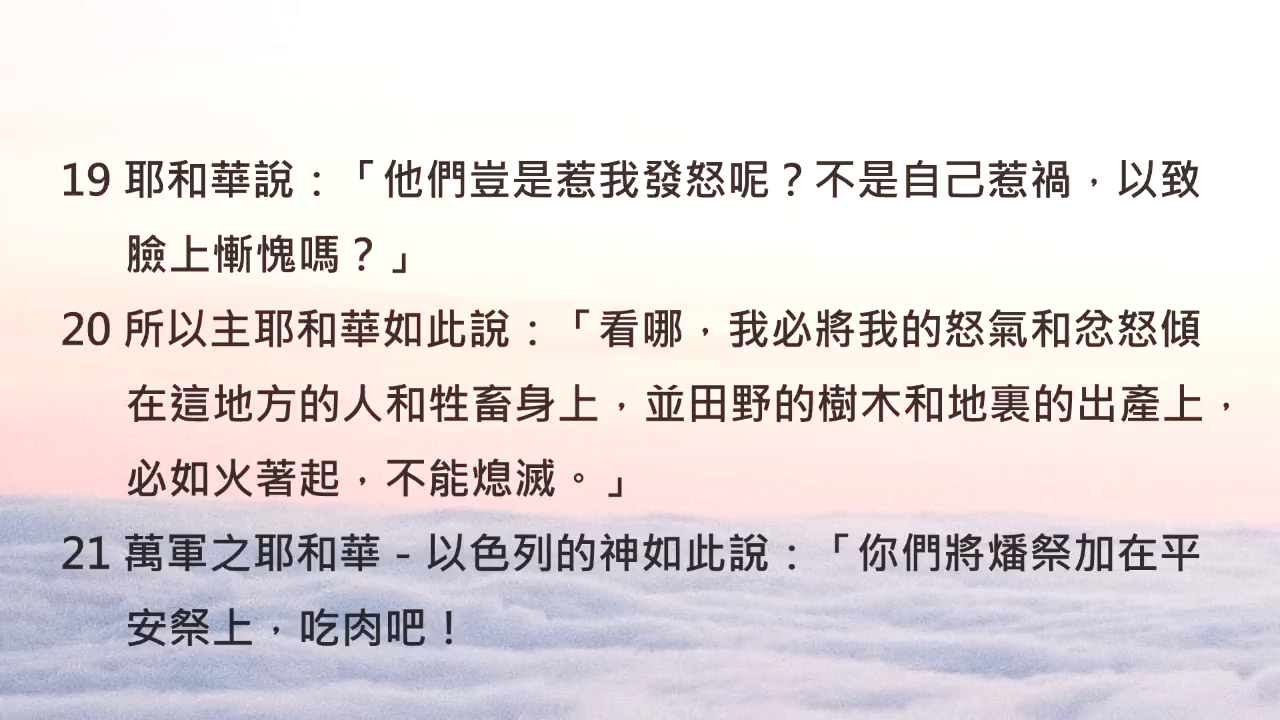 19 耶和華說：「他們豈是惹我發怒呢？不是自己惹禍，以致
臉上慚愧嗎？」
20 所以主耶和華如此說：「看哪，我必將我的怒氣和忿怒傾
在這地方的人和牲畜身上，並田野的樹木和地裏的出產上，
必如火著起，不能熄滅。」
21 萬軍之耶和華－以色列的神如此說：「你們將燔祭加在平
安祭上，吃肉吧！